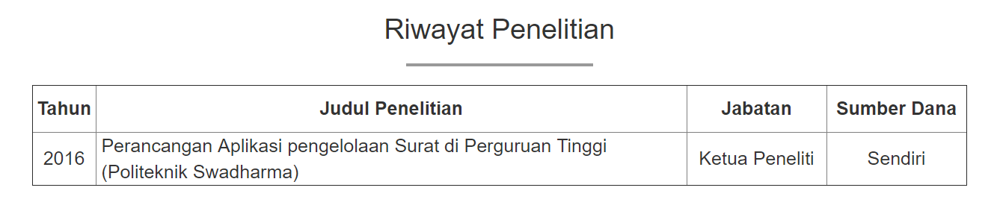 Riwayat Penelitian
Tahun Judul Penelitian Jabatan Sumber Dana
2016 Perancangan Aplikasi pengelolaan Surat di Perguruan Tinggi
(Politeknik Swadharma) Ketua Peneliti Sendiri